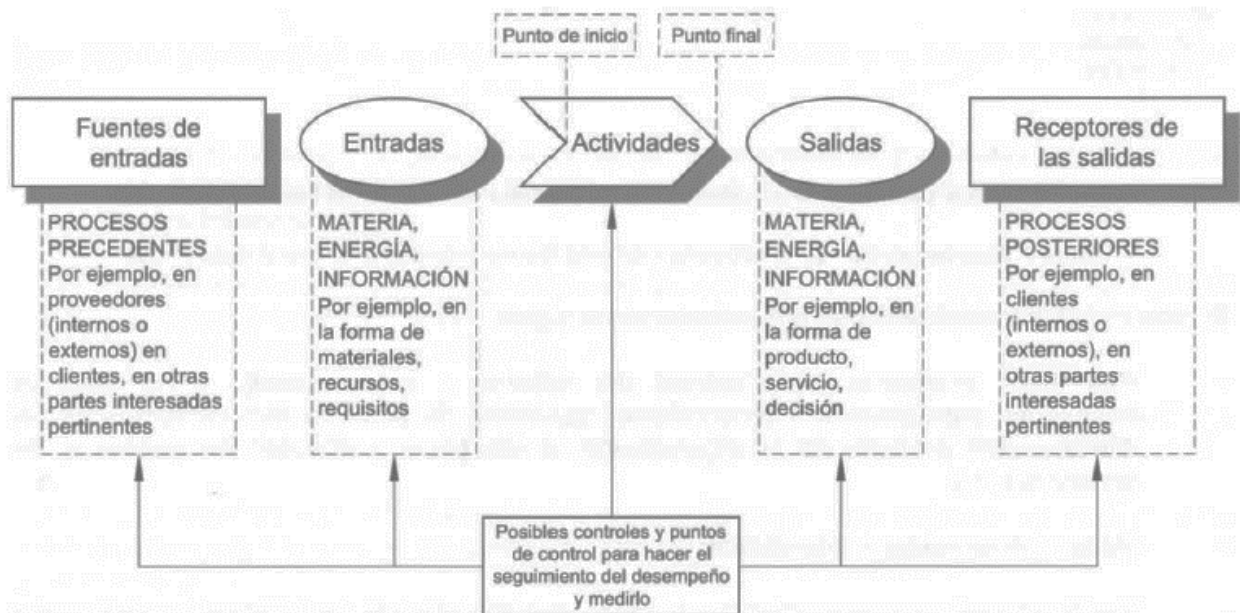 Punto de inicio
Punto final
Fuentes de
entradas
Entradas
Actividades
Salidas
Receptores de
las salidas
PROCESOS
PRECEDENTES
Por ejemplo, en
proveedores
(internos o
externos) en
clientes, en otras
partes interesadas
pertinentes
MATERIA,
ENERGÍA,
INFORMACIÓN
Por ejemplo, en
la forma de
materiales,
recursos,
requisitos
MATERIA,
ENERGÍA,
INFORMACIÓN
Por ejemplo, en
la forma de
producto,
servicio,
decisión
PROCESOS
POSTERIORES
Por ejemplo, en
clientes
(internos o
externos), en
otras partes
interesadas
pertinentes
Posibles controles y puntos
de control para hacer el
seguimiento del desempeño
y medirlo